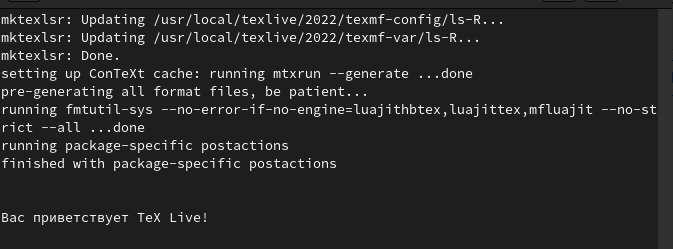 mktexlsr: Updating /usr/local/texlive/2022/texmf-config/ls-R...
mktexlsr: Updating /usr/local/texlive/2022/texmf-var/ls-R...
mktexlsr: Done.
setting up ConTeXt cache: running mtxrun --generate ...done
pre-generating all format files, be patient...
running fmtutil-sys --no-error-if-no-engine=luajithbtex,luajittex,mfluajit --no-st
rict --all ...done
running package-specific postactions
finished with package-specific postactions
Вас приветствует TeX Live!